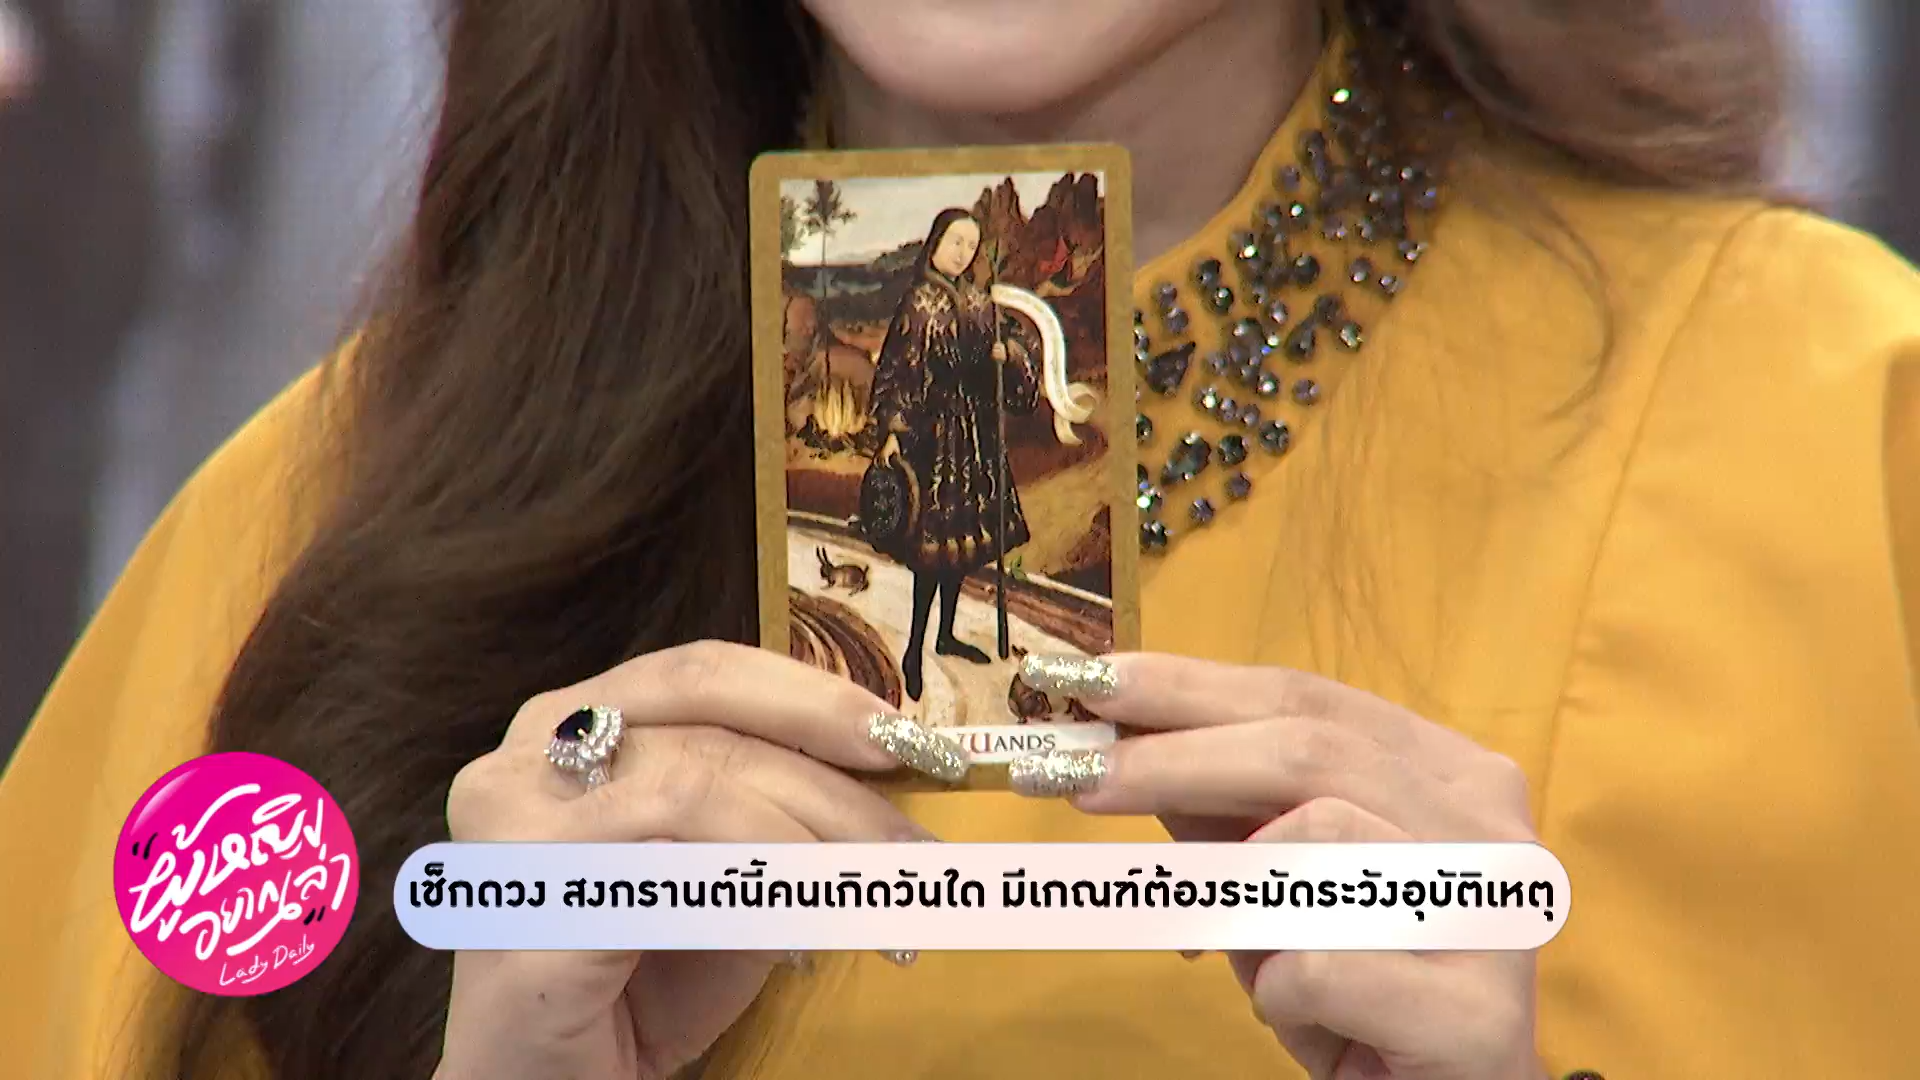 WANDS
"ผู้หญิง
อยากเล่า"
Lady Daily
เช็กดวง สงกรานต์นี้คนเกิดวันใด มีเกณฑ์ต้องระมัดระวังอุบัติเหตุ